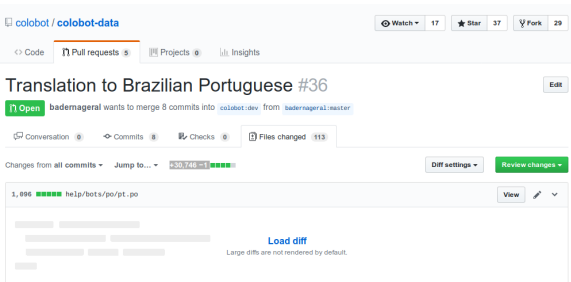 colobot / colobot-data
Watch 17 Star 37 Fork 29
Code Pull requests 5 Projects 0 Insights
Translation to Brazilian Portuguese #36
Edit
Open badernageral wants to merge 8 commits into colobot:dev from badernageral:master
Conversation 0 Commits 8 Checks 0 Files changed 113
Changes from all commits Jump to... +30,746 −1 Diff settings Review changes
1,896 help/bots/po/pt.po View
Load diff
Large diffs are not rendered by default.